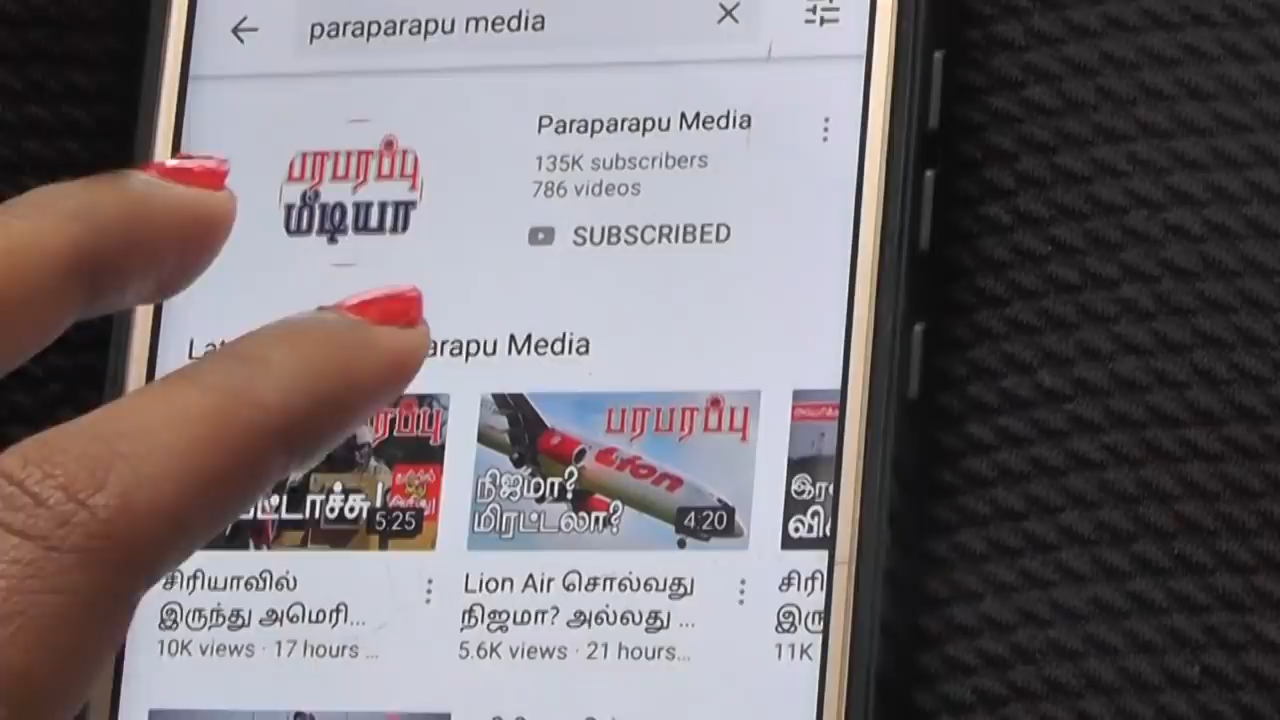 paraparapu media
பரபரப்பு
மீடியா
Paraparapu Media
135K subscribers
786 videos
SUBSCRIBED
arapu Media
பரபரப்பு
நிஜமா?
மிரட்டலா?
Lion
4:20
5:25
சிரியாவில்
இருந்து அமெரி...
10K views · 17 hours ...
Lion Air சொல்வது
நிஜமா? அல்லது ...
5.6K views · 21 hours...
சிரி
இரு
11K